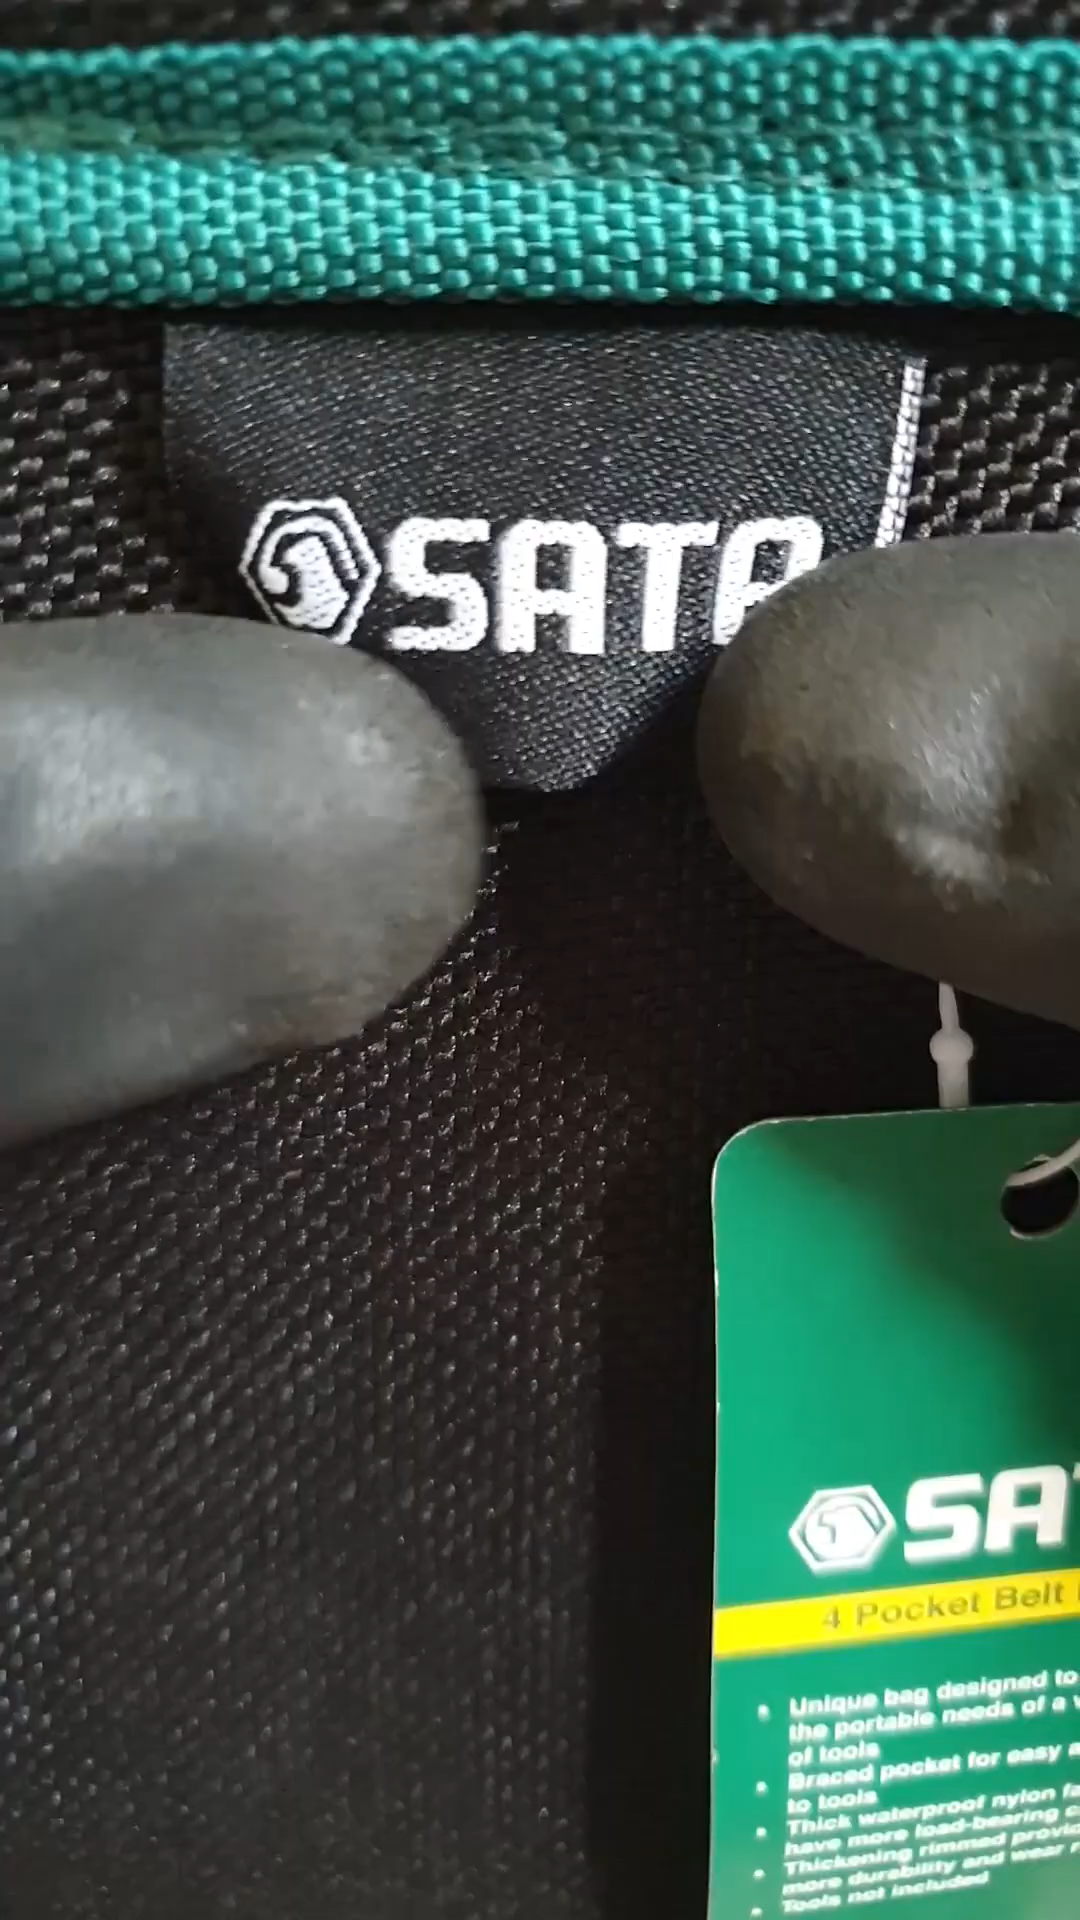 SATA
SA
4 Pocket Belt
Unique bag designed to
the portable needs of a
of tools
Braced pocket for easy
to tools
Thick waterproof nylon
have more load-bearing
Thickening rimmed
more durability and wear
Tools not included